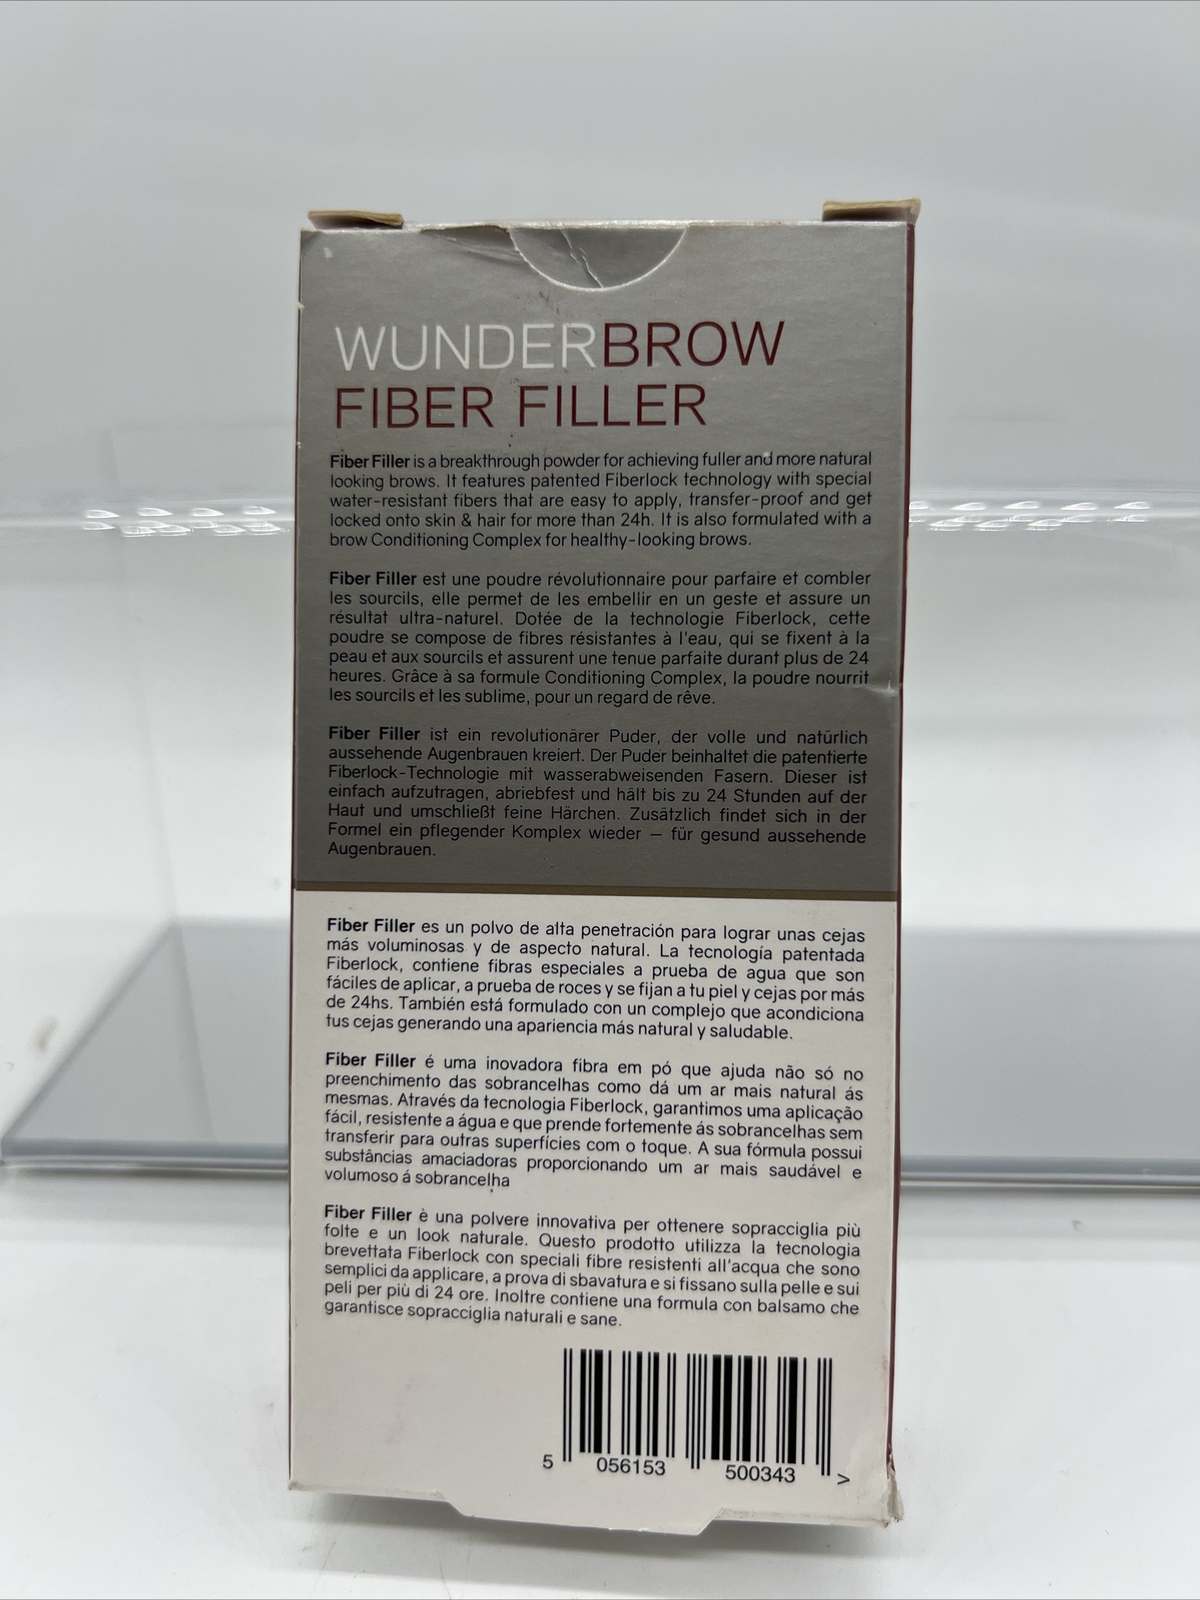 WUNDERBROW
FIBER FILLER
Fiber Filler is a breakthrough powder for achieving fuller and more natural
looking brows. It features patented Fiberlock technology with special
water-resistant fibers that are easy to apply, transfer-proof and get
locked onto skin & hair for more than 24h. It is also formulated with a
brow Conditioning Complex for healthy-looking brows.
Fiber Filler est une poudre révolutionnaire pour parfaire et combler
les sourcils, elle permet de les embellir en un geste et assure un
résultat ultra-naturel. Dotée de la technologie Fiberlock, cette
poudre se compose de fibres résistantes à l'eau, qui se fixent à la
peau et aux sourcils et assurent une tenue parfaite durant plus de 24
heures. Grâce à sa formule Conditioning Complex, la poudre nourrit
les sourcils et les sublime, pour un regard de rêve.
Fiber Filler ist ein revolutionärer Puder, der volle und natürlich
aussehende Augenbrauen kreiert. Der Puder beinhaltet die patentierte
Fiberlock-Technologie mit wasserabweisenden Fasern. Dieser ist
einfach aufzutragen, abriebfest und hält bis zu 24 Stunden auf der
Haut und umschließt feine Härchen. Zusätzlich findet sich in der
Formel ein pflegender Komplex wieder – für gesund aussehende
Augenbrauen.
Fiber Filler es un polvo de alta penetración para lograr unas cejas
más voluminosas y de aspecto natural. La tecnología patentada
Fiberlock, contiene fibras especiales a prueba de agua que son
fáciles de aplicar, a prueba de roces y se fijan a tu piel y cejas por más
de 24hs. También está formulado con un complejo que acondiciona
tus cejas generando una apariencia más natural y saludable.
Fiber Filler é uma inovadora fibra em pó que ajuda não só no
preenchimento das sobrancelhas como dá um ar mais natural ás
mesmas. Através da tecnologia Fiberlock, garantimos uma aplicação
fácil, resistente a água e que prende fortemente ás sobrancelhas sem
transferir para outras superfícies com o toque. A sua fórmula possui
substâncias amaciadoras proporcionando um ar mais saudável e
volumoso á sobrancelha
Fiber Filler è una polvere innovativa per ottenere sopracciglia più
folte e un look naturale. Questo prodotto utilizza la tecnologia
brevettata Fiberlock con speciali fibre resistenti all'acqua che sono
semplici da applicare, a prova di sbavatura e si fissano sulla pelle e sui
peli per più di 24 ore. Inoltre contiene una formula con balsamo che
garantisce sopracciglia naturali e sane.
5 056153 500343 >